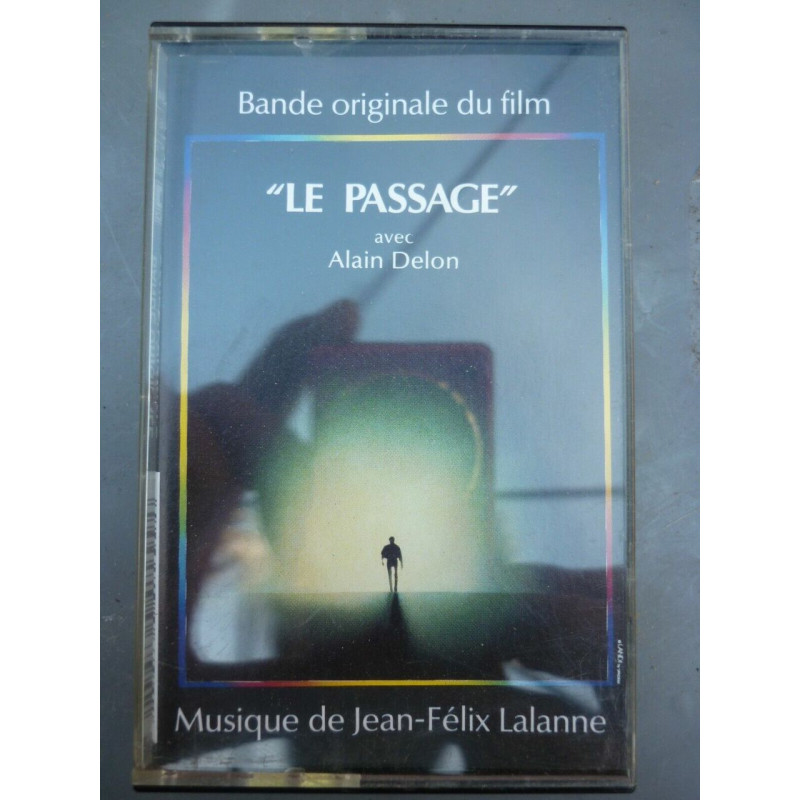 Bande originale du film
"LE PASSAGE"
avec
Alain Delon
Musique de Jean-Félix Lalanne